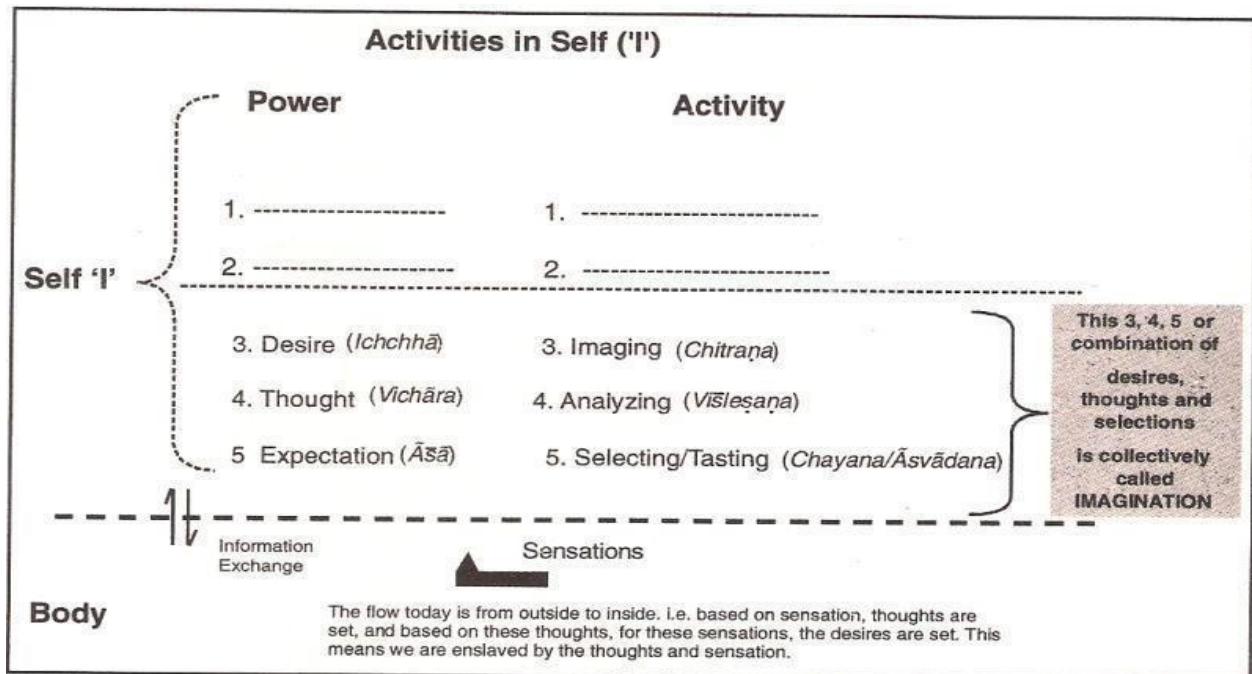 Activities in Self ('I')
Power Activity
1. ---------------------- 1. ---------------------------
2. ---------------------- 2. ---------------------------
Self 'I'
3. Desire (Ichchhā) 3. Imaging (Chitraṇa)
4. Thought (Vichāra) 4. Analyzing (Viśleṣaṇa)
5 Expectation (Āśā) 5. Selecting/Tasting (Chayana/Āsvādana)
This 3, 4, 5 or
combination of
desires,
thoughts and
selections
is collectively
called
IMAGINATION
Information
Exchange
Sensations
Body
The flow today is from outside to inside. i.e. based on sensation, thoughts are
set, and based on these thoughts, for these sensations, the desires are set. This
means we are enslaved by the thoughts and sensation.